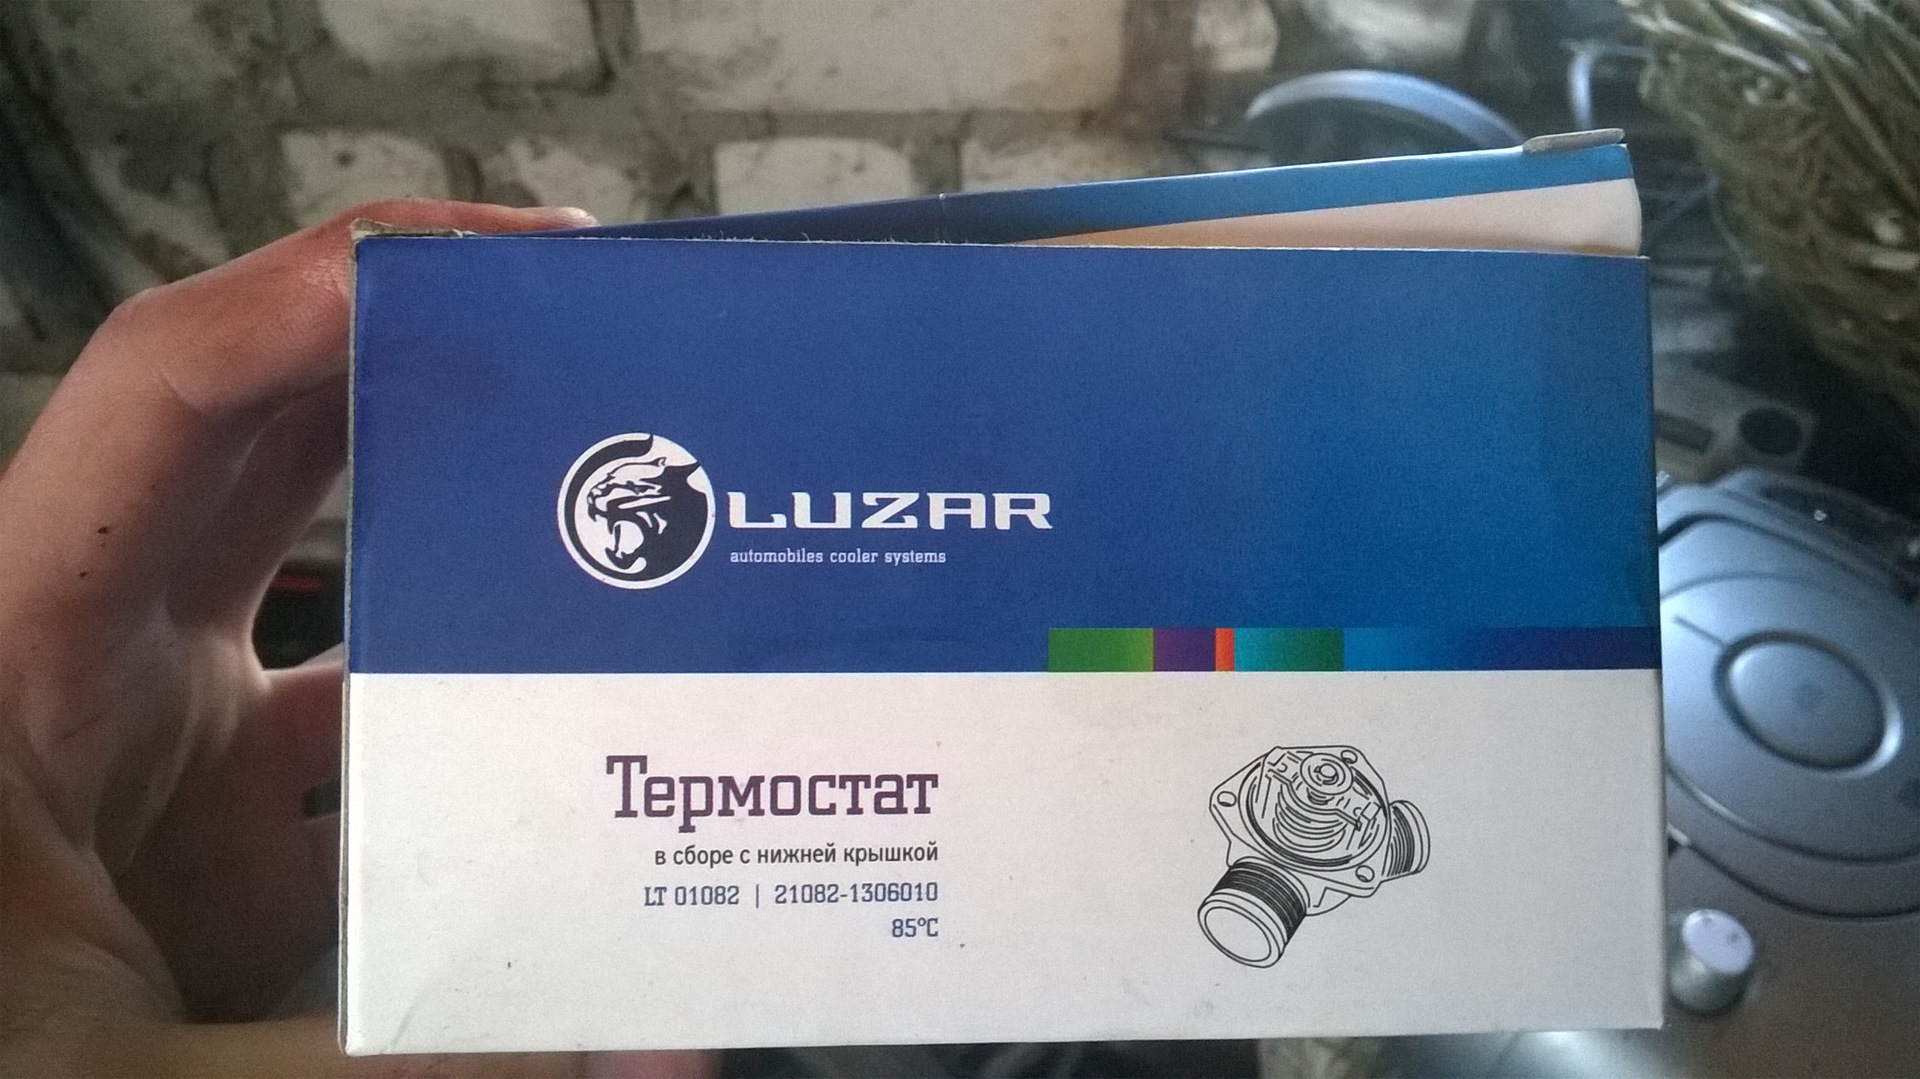 LUZAR
automobiles cooler systems
Термостат
в сборе с нижней крышкой
LT 01082 | 21082-1306010
85°C